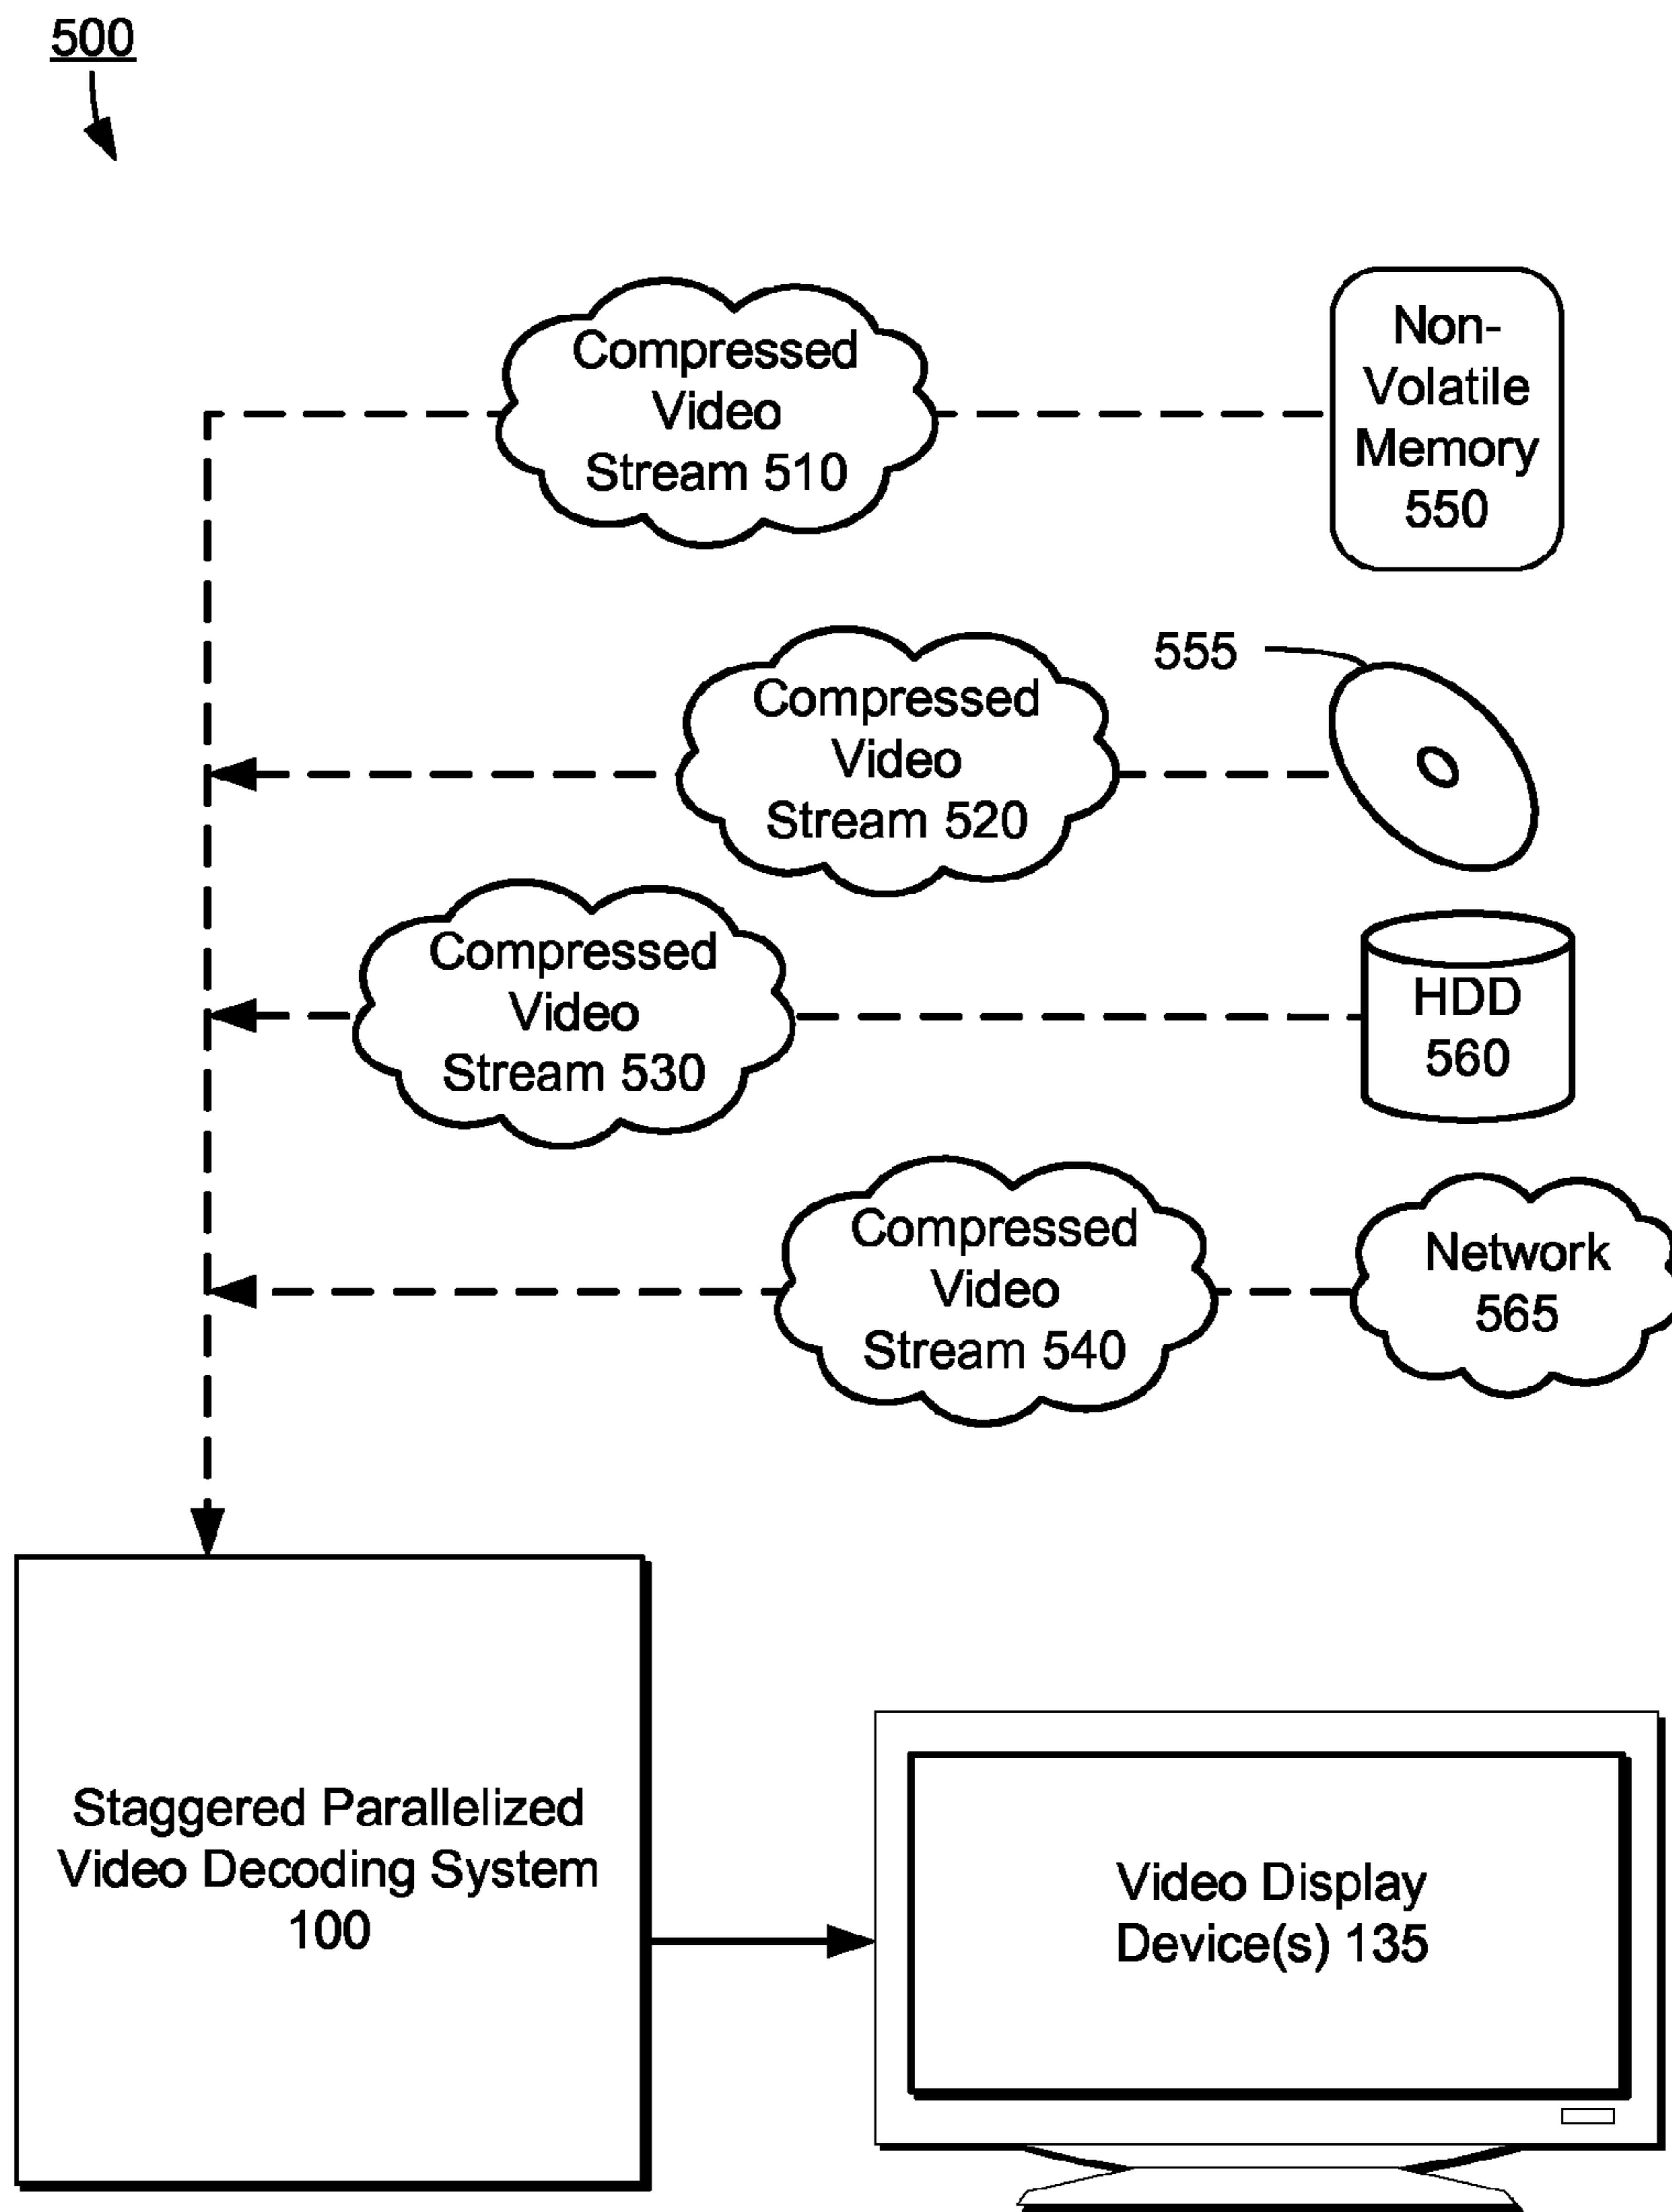 500
Compressed
Video
Stream 510
Non-
Volatile
Memory
550
555
Compressed
Video
Stream 520
Compressed
Video
Stream 530
HDD
560
Compressed
Video
Stream 540
Network
565
Staggered Parallelized
Video Decoding System
100
Video Display
Device(s) 135